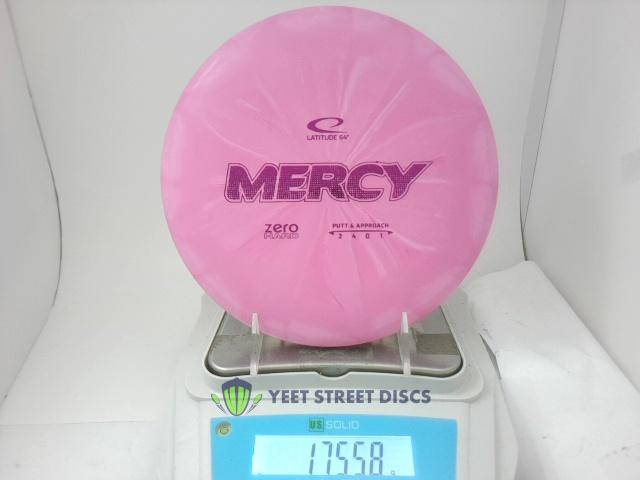 LATITUDE 64°
MERCY
zero
HARD
PUTT & APPROACH
2 4 0 1
YEET STREET DISCS
US SOLID
175.58 g